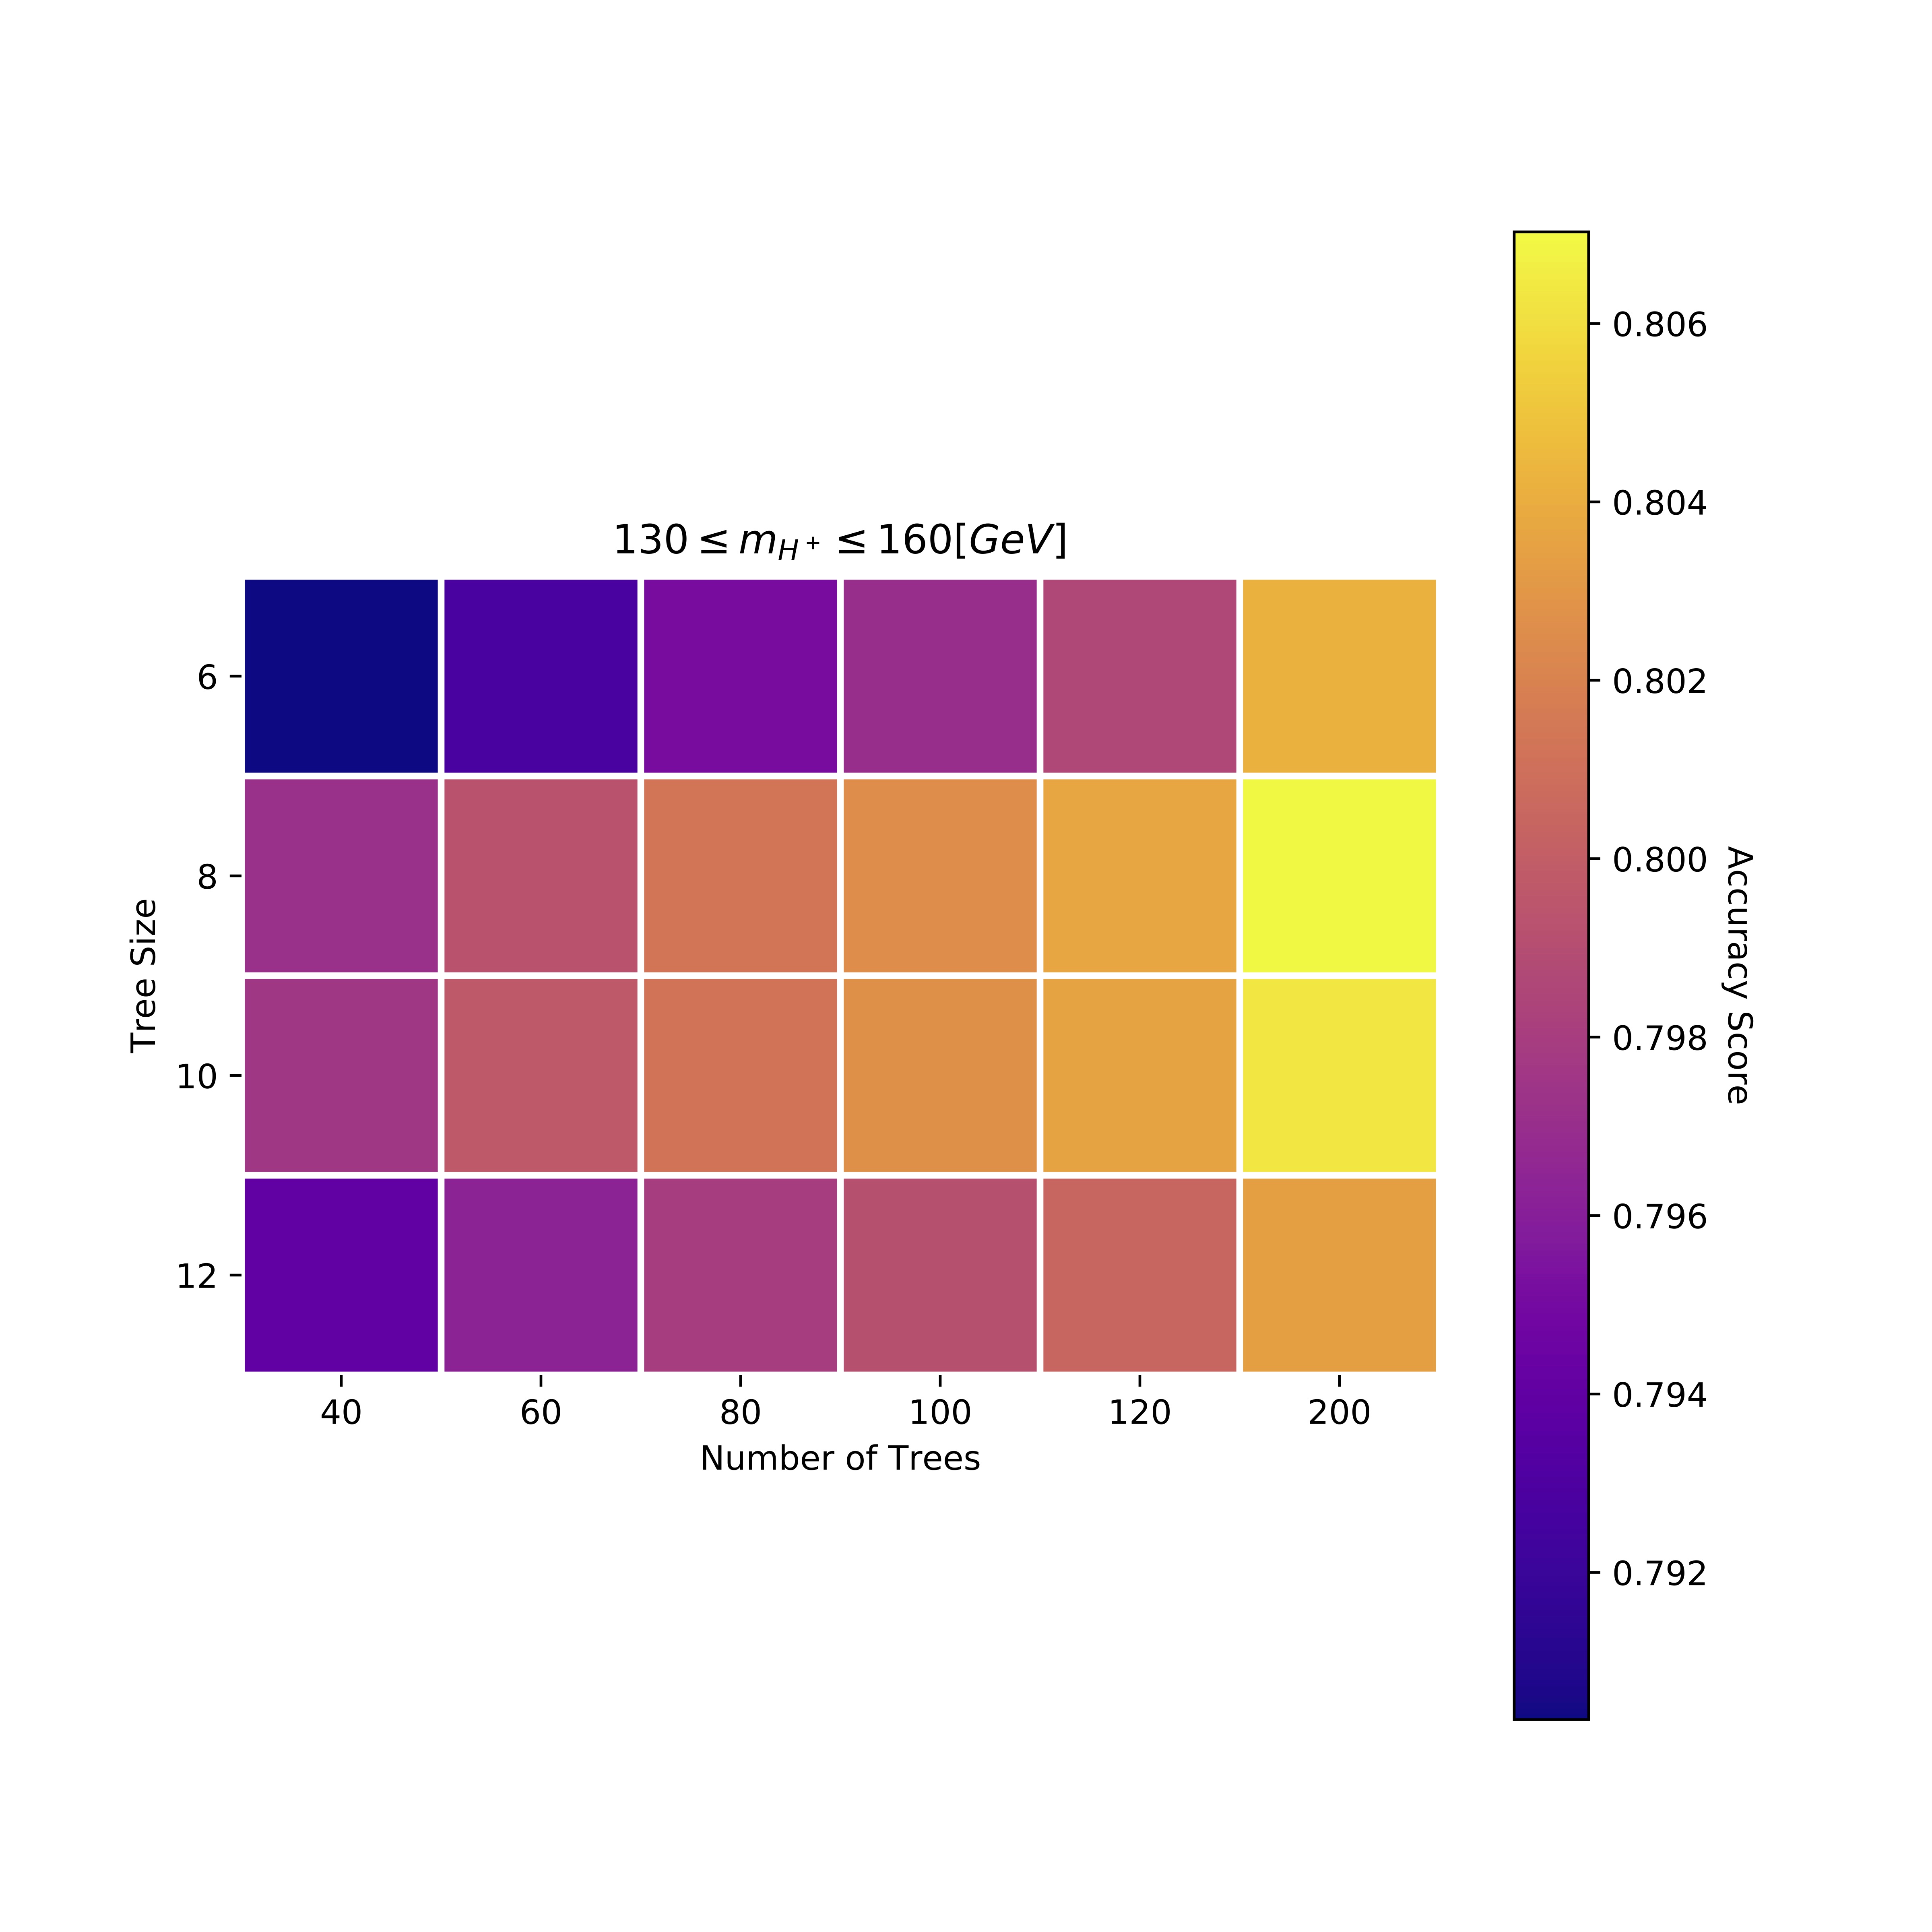 130 ≤ m_{H^+} ≤ 160[GeV]
Tree Size
6
8
10
12
40 60 80 100 120 200
Number of Trees
0.806
0.804
0.802
0.800
0.798
0.796
0.794
0.792
Accuracy Score